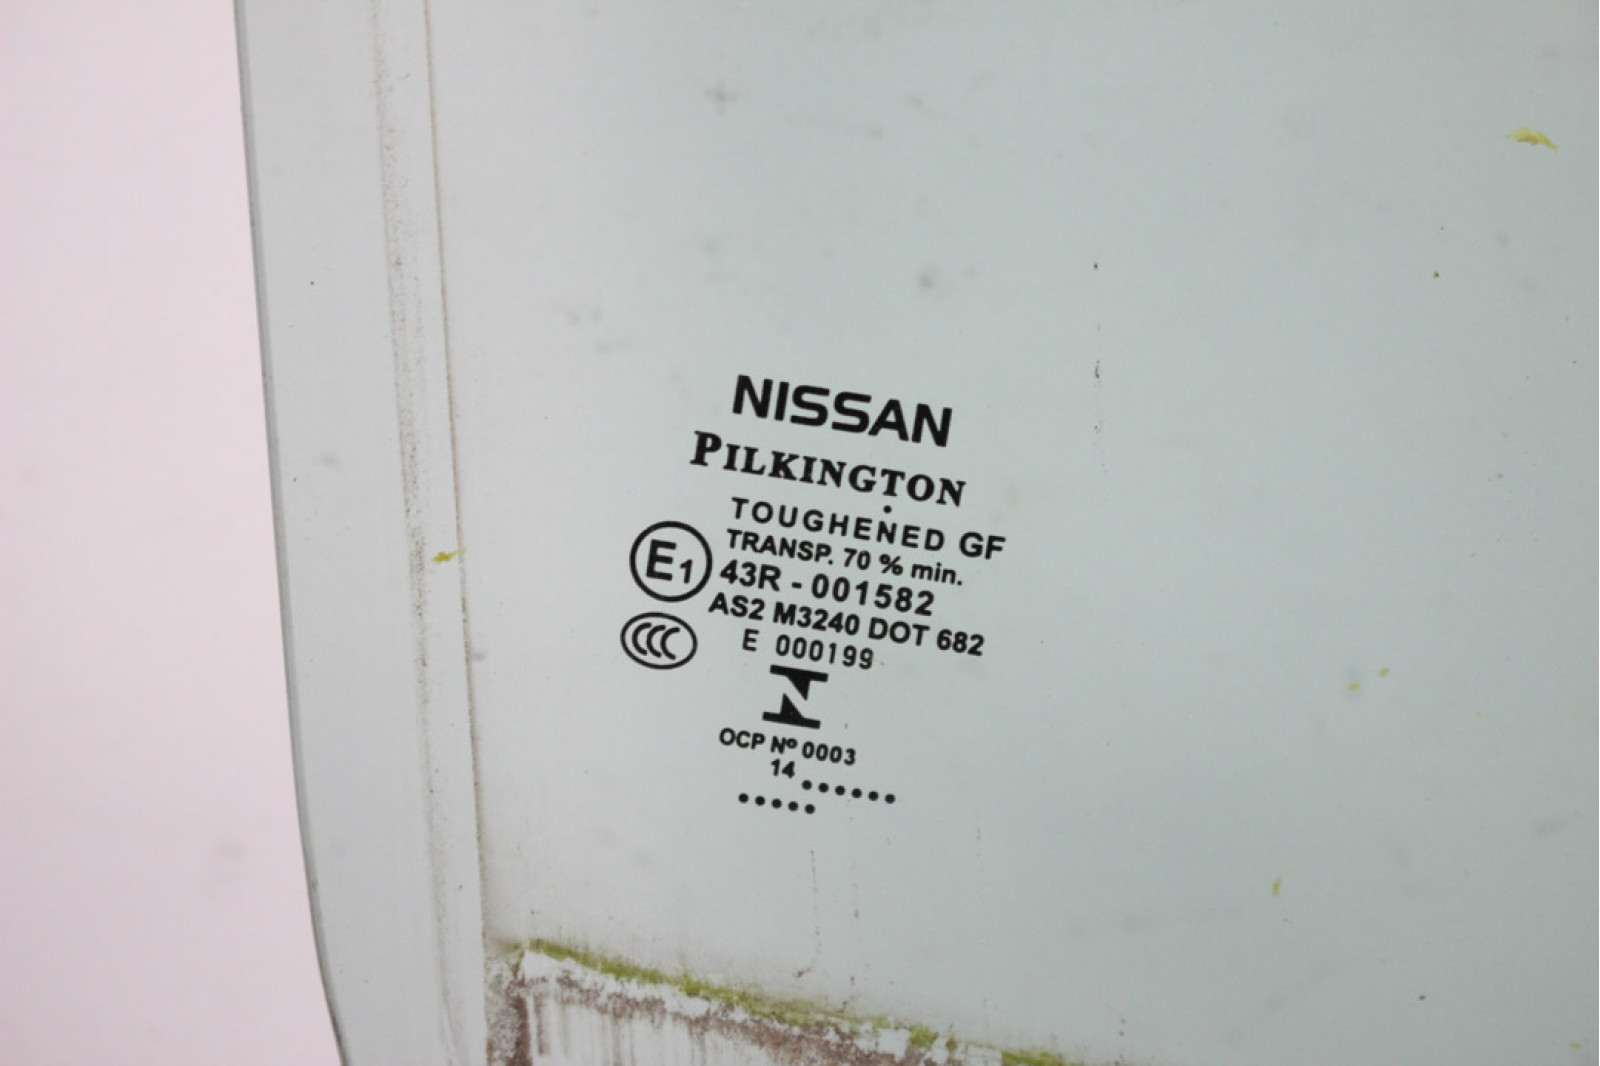 NISSAN
PILKINGTON
TOUGHENED GF
TRANSP. 70 % min.
E1 43R - 001582
AS2 M3240 DOT 682
CCC E 000199
OCP Nº 0003
14 ......
.....